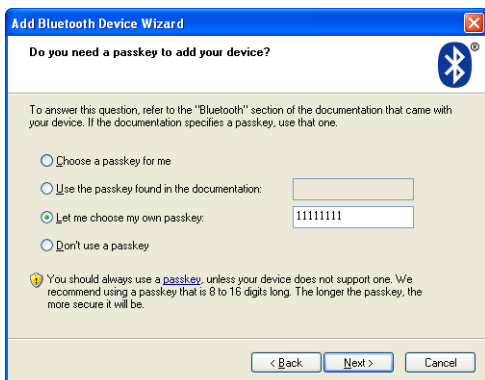 Add Bluetooth Device Wizard
Do you need a passkey to add your device?
®
To answer this question, refer to the "Bluetooth" section of the documentation that came with
your device. If the documentation specifies a passkey, use that one.
Choose a passkey for me
Use the passkey found in the documentation:
Let me choose my own passkey: 11111111
Don't use a passkey
You should always use a passkey, unless your device does not support one. We
recommend using a passkey that is 8 to 16 digits long. The longer the passkey, the
more secure it will be.
< Back Next > Cancel